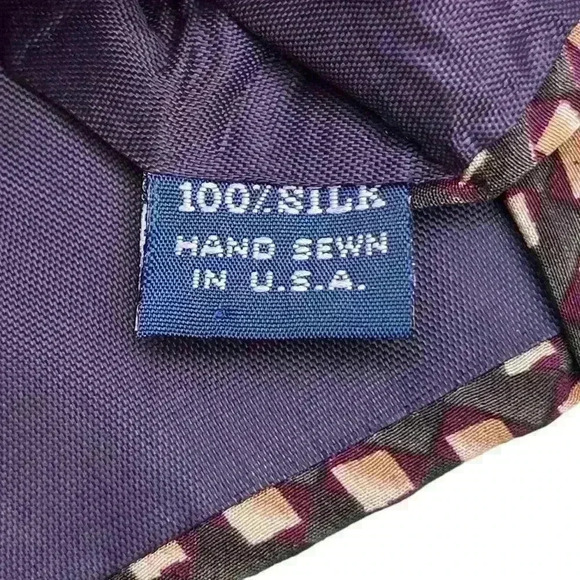 100% SILK
HAND SEWN
IN U.S.A.